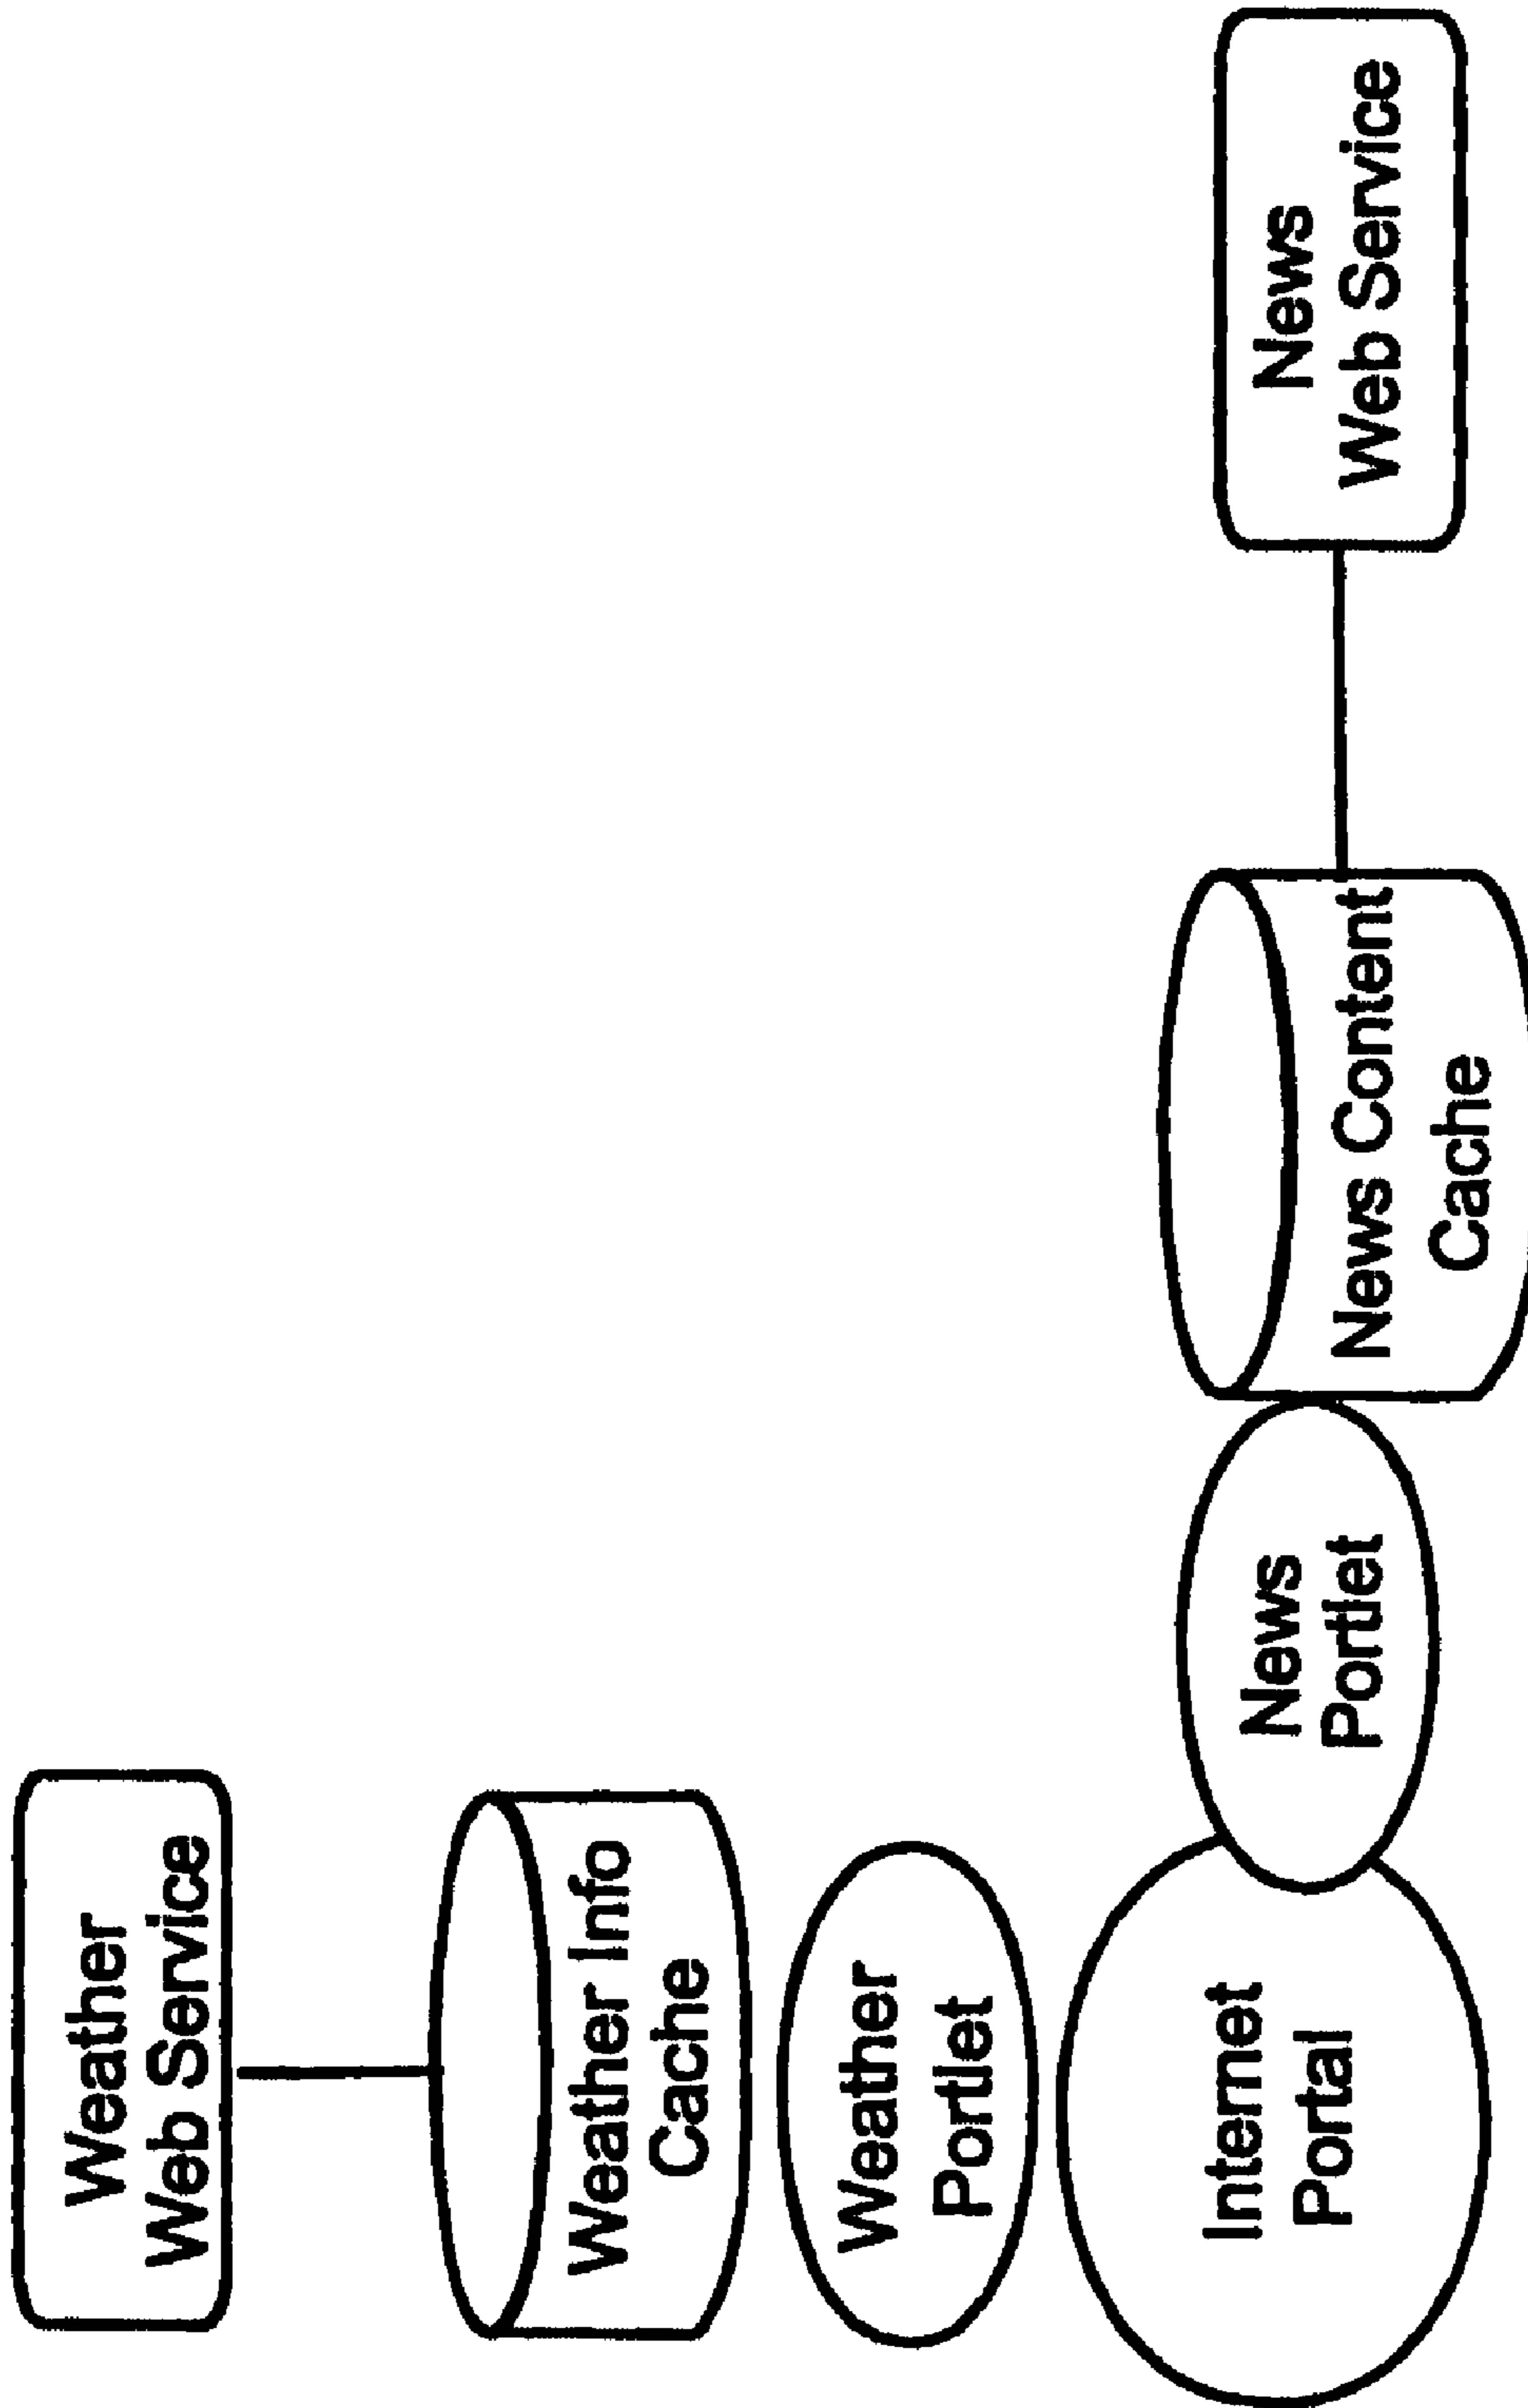 Weather
Web Service
Weather Info
Cache
Weather
Portlet
Internet
Portal
News
Portlet
News Content
Cache
News
Web Service